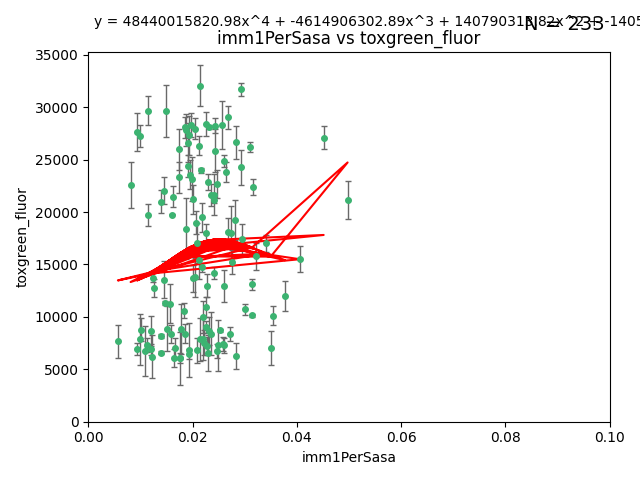 y = 48440015820.98x^4 + -4614906302.89x^3 +
N = 233
imm1PerSasa vs toxgreen_fluor
35000
30000
25000
20000
15000
10000
5000
0
toxgreen_fluor
0.00 0.02 0.04 0.06 0.08 0.10
imm1PerSasa